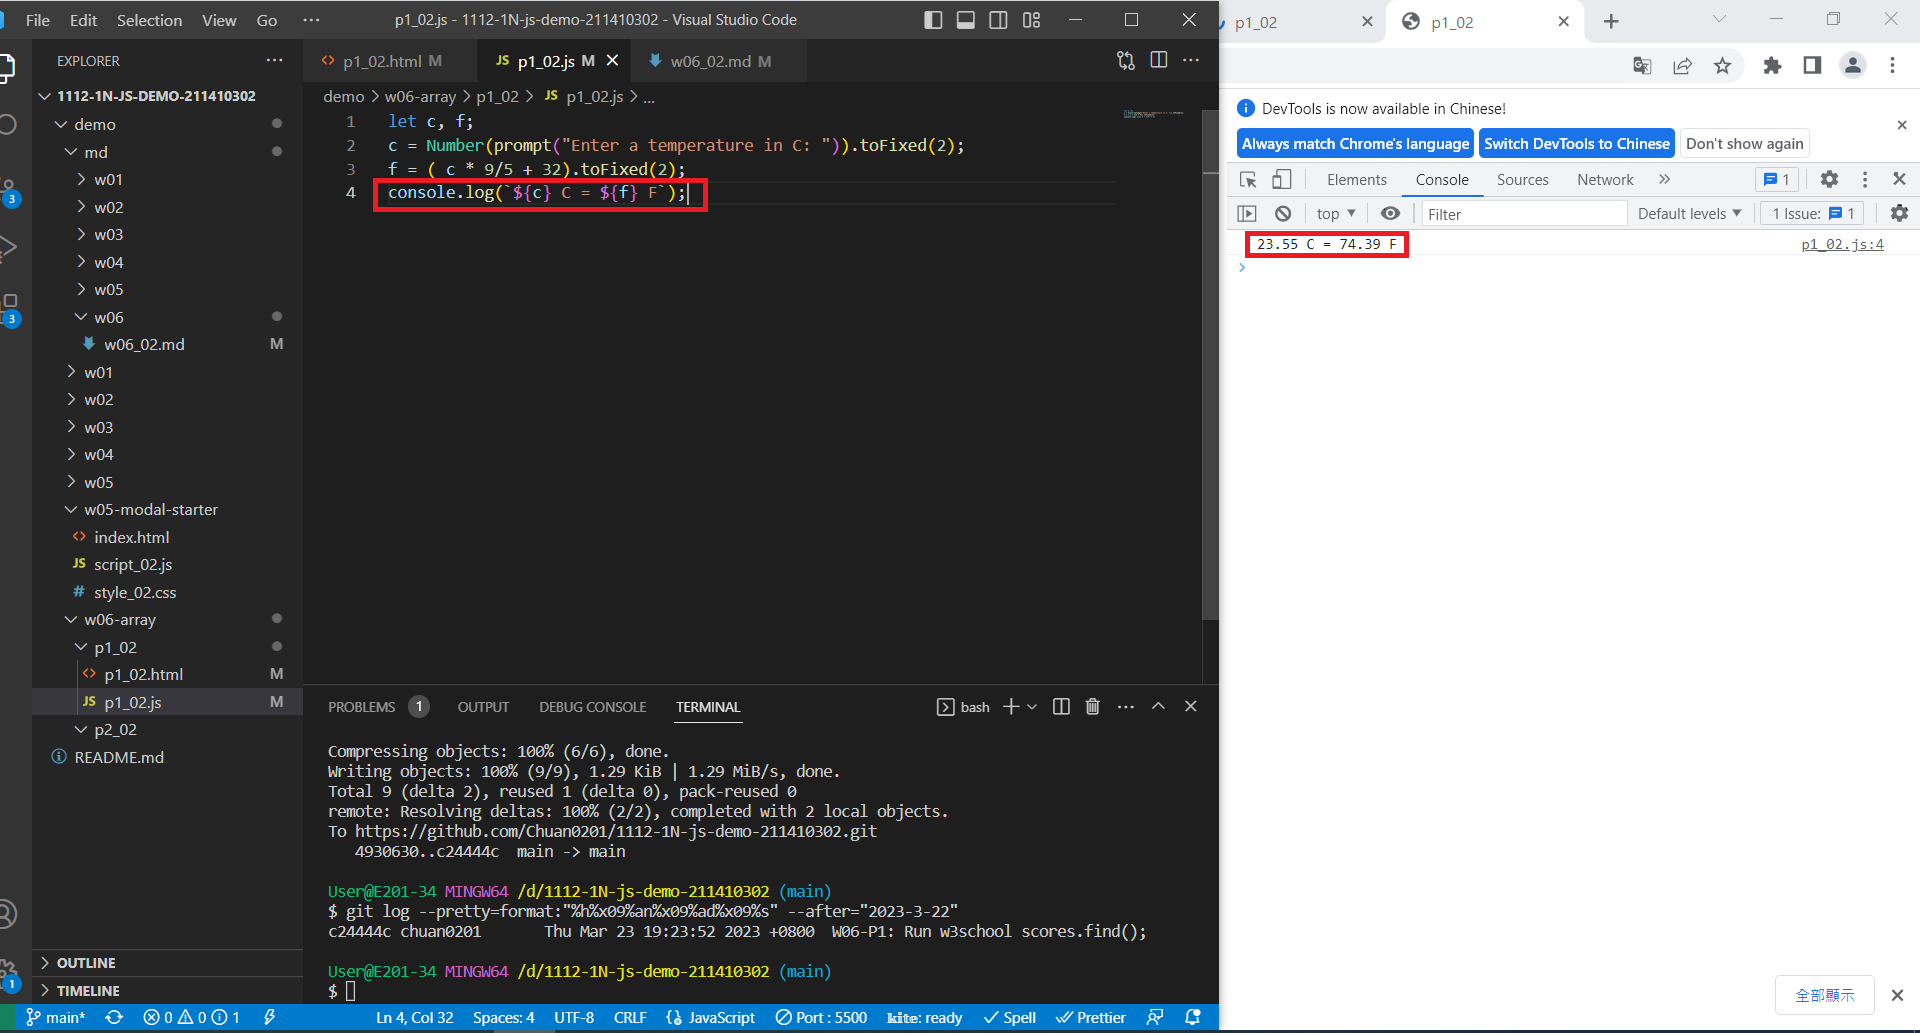 File Edit Selection View Go ··· p1_02.js - 1112-1N-js-demo-211410302 - Visual Studio Code
EXPLORER ···
1112-1N-JS-DEMO-211410302
demo
md
w01
w02
w03
w04
w05
w06
w06_02.md M
w01
w02
w03
w04
w05
w05-modal-starter
index.html
JS script_02.js
# style_02.css
w06-array
p1_02
p1_02.html M
JS p1_02.js M
p2_02
README.md
OUTLINE
TIMELINE
3
3
1
p1_02.html M JS p1_02.js M w06_02.md M
demo > w06-array > p1_02 > JS p1_02.js > ...
1 let c, f;
2 c = Number(prompt("Enter a temperature in C: ")).toFixed(2);
3 f = ( c * 9/5 + 32).toFixed(2);
4 console.log(`${c} C = ${f} F`);
PROBLEMS 1 OUTPUT DEBUG CONSOLE TERMINAL bash
Compressing objects: 100% (6/6), done.
Writing objects: 100% (9/9), 1.29 KiB | 1.29 MiB/s, done.
Total 9 (delta 2), reused 1 (delta 0), pack-reused 0
remote: Resolving deltas: 100% (2/2), completed with 2 local objects.
To https://github.com/Chuan0201/1112-1N-js-demo-211410302.git
4930630..c24444c main -> main
User@E201-34 MINGW64 /d/1112-1N-js-demo-211410302 (main)
$ git log --pretty=format:"%h%x09%an%x09%ad%x09%s" --after="2023-3-22"
c24444c chuan0201 Thu Mar 23 19:23:52 2023 +0800 W06-P1: Run w3school scores.find();
User@E201-34 MINGW64 /d/1112-1N-js-demo-211410302 (main)
$
main* 0 0 1 Ln 4, Col 32 Spaces: 4 UTF-8 CRLF JavaScript Port : 5500 kite: ready Spell Prettier
p1_02 p1_02
DevTools is now available in Chinese!
Always match Chrome's language Switch DevTools to Chinese Don't show again
Elements Console Sources Network » 1
top Filter Default levels 1 Issue: 1
23.55 C = 74.39 F p1_02.js:4
全部顯示